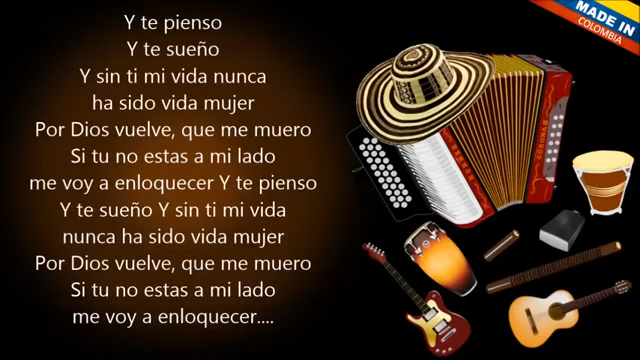 Y te pienso
Y te sueño
Y sin ti mi vida nunca
ha sido vida mujer
Por Dios vuelve, que me muero
Si tu no estas a mi lado
me voy a enloquecer Y te pienso
Y te sueño Y sin ti mi vida
nunca ha sido vida mujer
Por Dios vuelve, que me muero
Si tu no estas a mi lado
me voy a enloquecer....
MADE IN
COLOMBIA
HOHNER
CORONA III